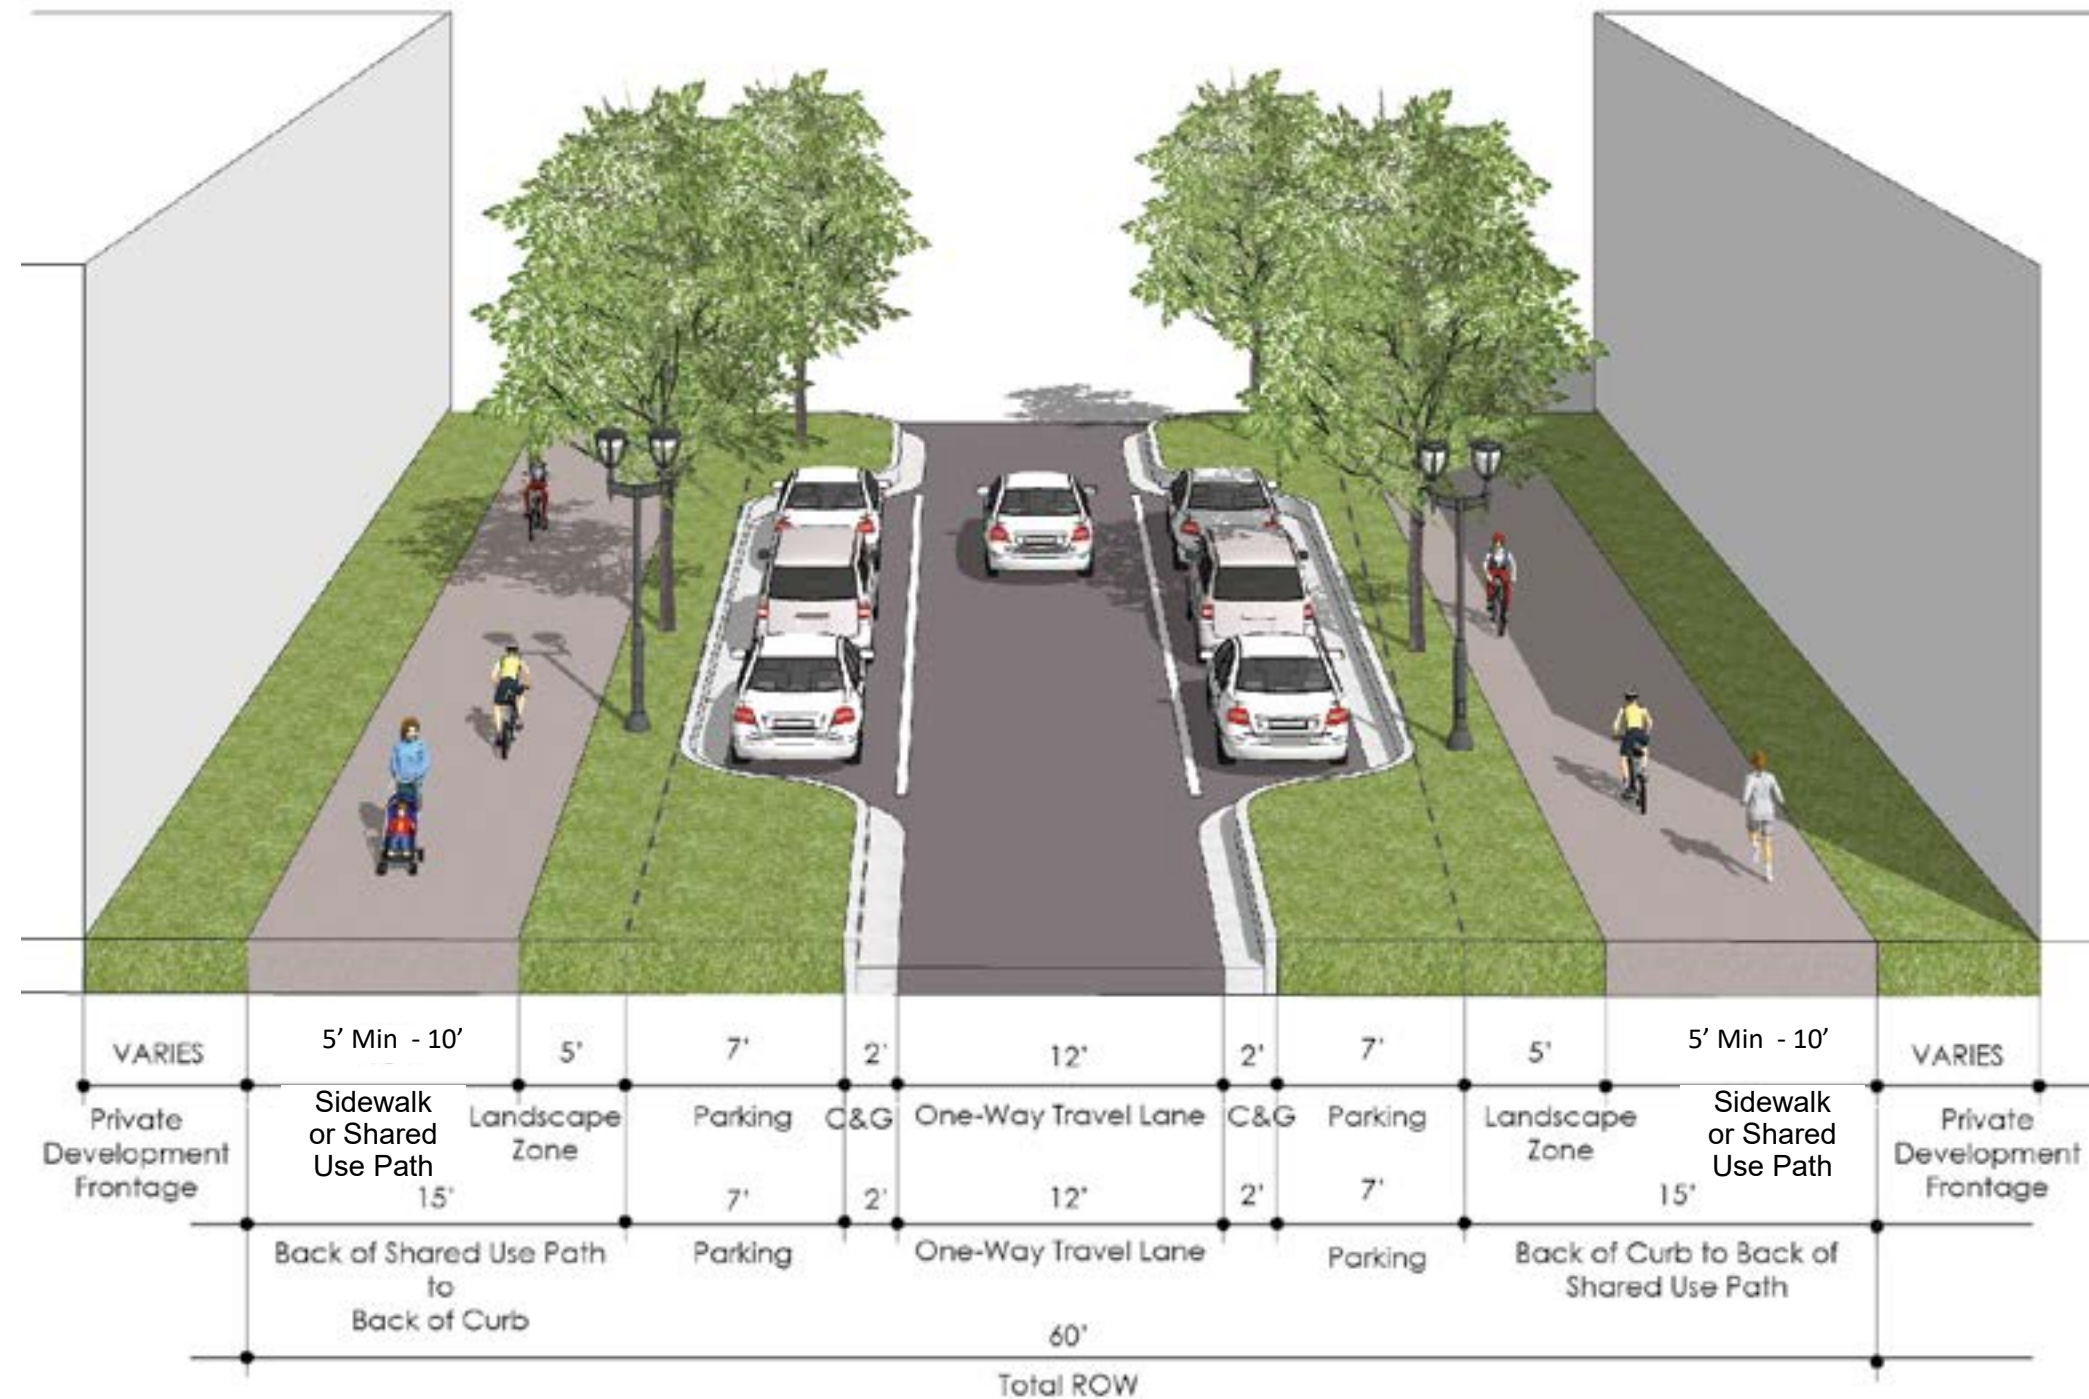 VARIES 5’ Min - 10’ 5' 7' 2' 12' 2' 7' 5' 5’ Min - 10’ VARIES
Private
Development
Frontage
Sidewalk
or Shared
Use Path
Landscape
Zone
Parking
C&G
One-Way Travel Lane
C&G
Parking
Landscape
Zone
Sidewalk
or Shared
Use Path
Private
Development
Frontage
15' 7' 2' 12' 2' 7' 15'
Back of Shared Use Path
to
Back of Curb
Parking
One-Way Travel Lane
Parking
Back of Curb to Back of
Shared Use Path
60'
Total ROW